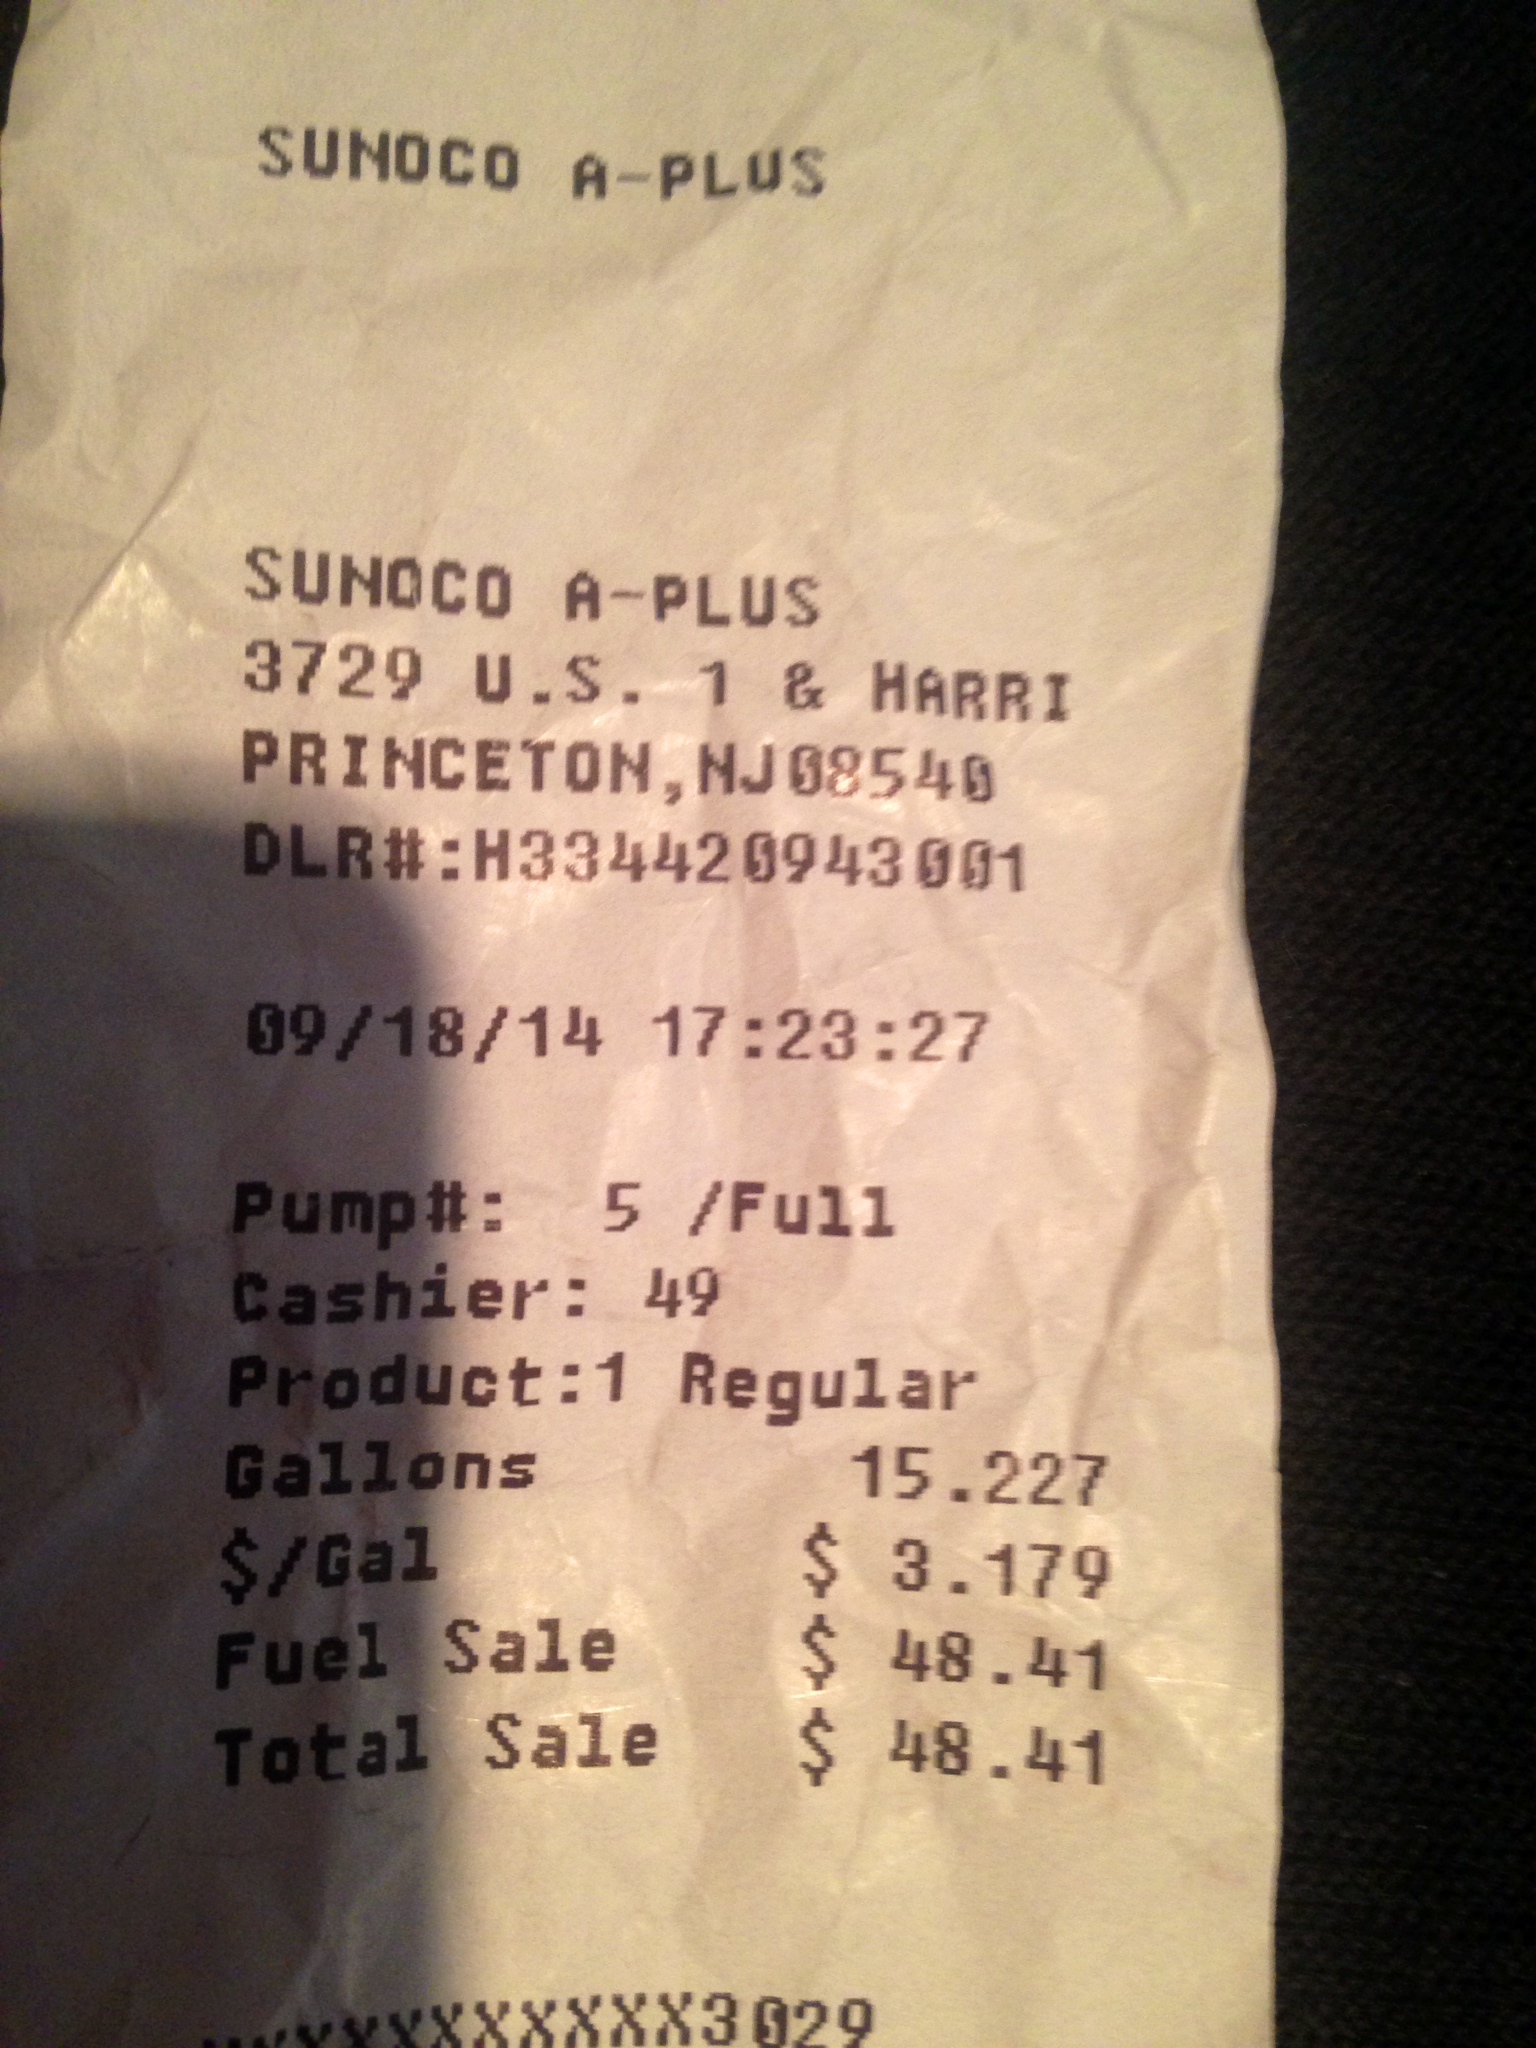 SUNOCO A-PLUS
SUNOCO A-PLUS
3729 U.S. 1 & HARRI
PRINCETON,NJ08540
DLR#:H334420943001
09/18/14 17:23:27
Pump#: 5 /Full
Cashier: 49
Product:1 Regular
Gallons 15.227
$/Gal $ 3.179
Fuel Sale $ 48.41
Total Sale $ 48.41
XXXXXXXXXXXX3029